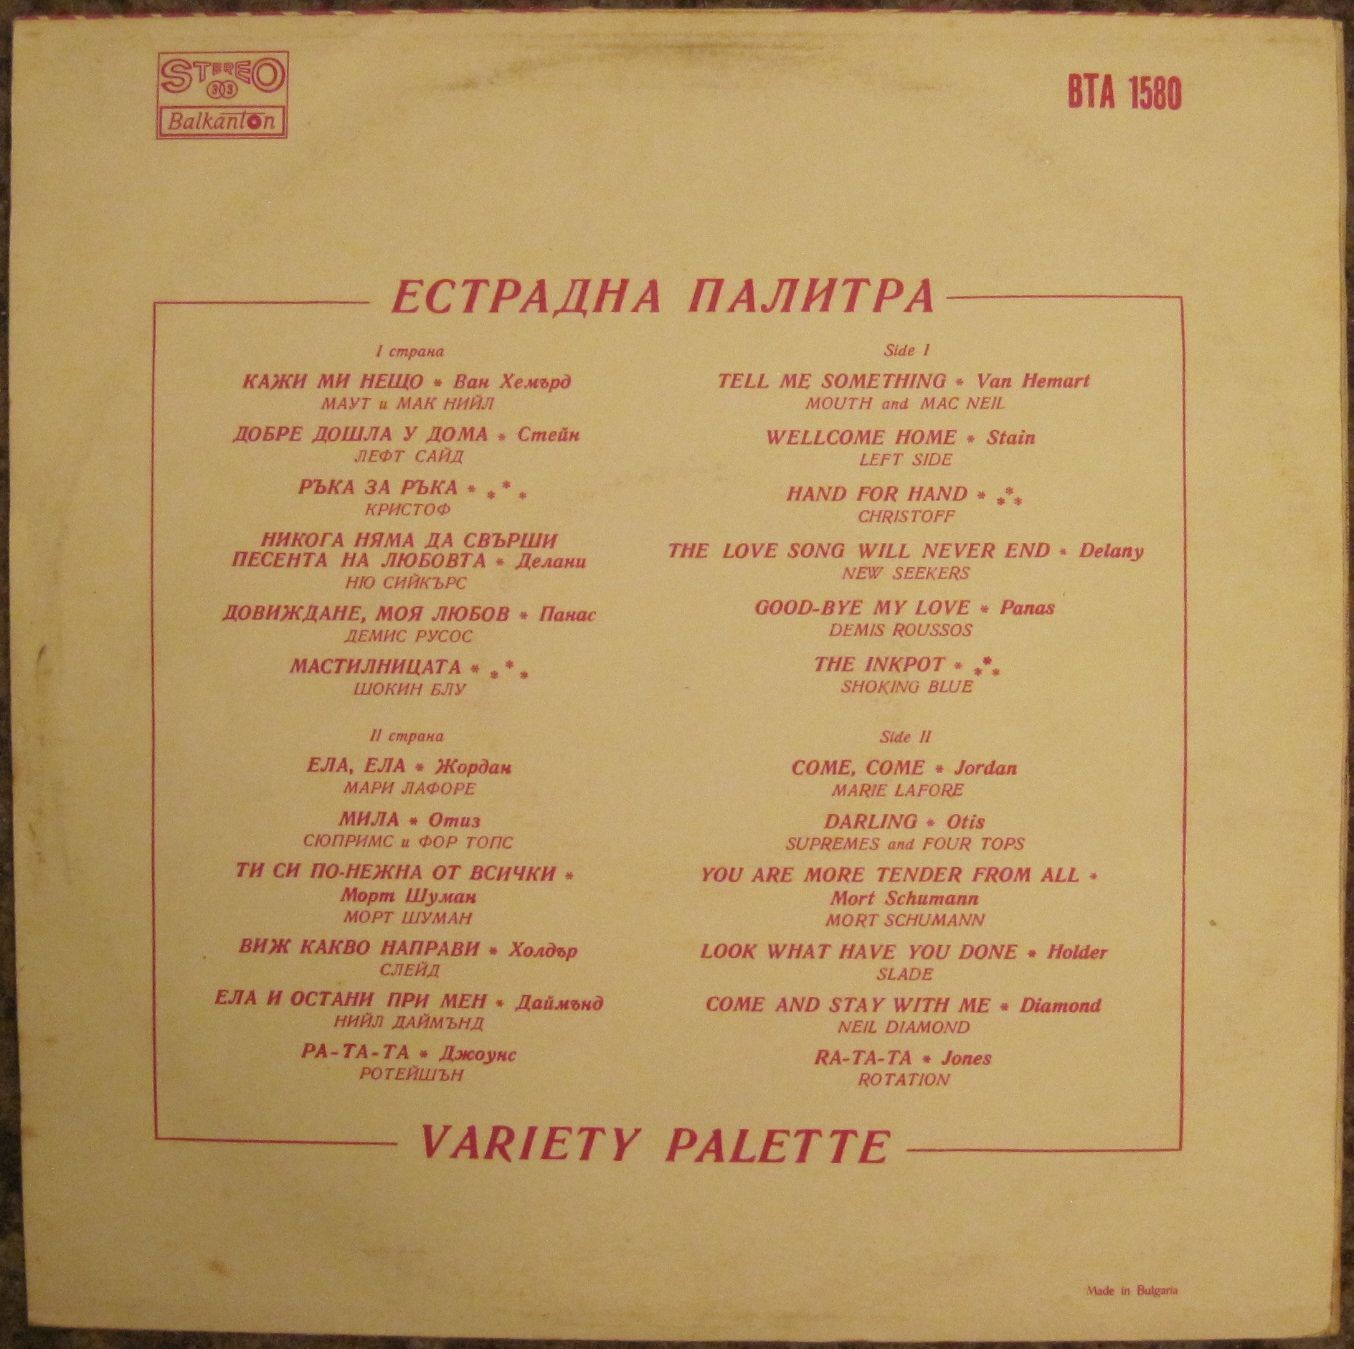 STEREO
33
Balkanton
ВТА 1580
ЕСТРАДНА ПАЛИТРА
I страна
КАЖИ МИ НЕЩО * Ван Хемърд
МАУТ и МАК НИЙЛ
ДОБРЕ ДОШЛА У ДОМА * Стейн
ЛЕФТ САЙД
РЪКА ЗА РЪКА * ***
КРИСТОФ
НИКОГА НЯМА ДА СВЪРШИ
ПЕСЕНТА НА ЛЮБОВТА * Делани
НЮ СИЙКЪРС
ДОВИЖДАНЕ, МОЯ ЛЮБОВ * Панас
ДЕМИС РУСОС
МАСТИЛНИЦАТА * ***
ШОКИН БЛУ
II страна
ЕЛА, ЕЛА * Жордан
МАРИ ЛАФОРЕ
МИЛА * Отиз
СЮПРИМС и ФОР ТОПС
ТИ СИ ПО-НЕЖНА ОТ ВСИЧКИ *
Морт Шуман
МОРТ ШУМАН
ВИЖ КАКВО НАПРАВИ * Холдър
СЛЕЙД
ЕЛА И ОСТАНИ ПРИ МЕН * Даймънд
НИЙЛ ДАЙМЪНД
РА-ТА-ТА * Джоунс
РОТЕЙШЪН
Side I
TELL ME SOMETHING * Van Hemart
MOUTH and MAC NEIL
WELLCOME HOME * Stain
LEFT SIDE
HAND FOR HAND * ***
CHRISTOFF
THE LOVE SONG WILL NEVER END * Delany
NEW SEEKERS
GOOD-BYE MY LOVE * Panas
DEMIS ROUSSOS
THE INKPOT * ***
SHOKING BLUE
Side II
COME, COME * Jordan
MARIE LAFORE
DARLING * Otis
SUPREMES and FOUR TOPS
YOU ARE MORE TENDER FROM ALL *
Mort Schumann
MORT SCHUMANN
LOOK WHAT HAVE YOU DONE * Holder
SLADE
COME AND STAY WITH ME * Diamond
NEIL DIAMOND
RA-TA-TA * Jones
ROTATION
VARIETY PALETTE
Made in Bulgaria